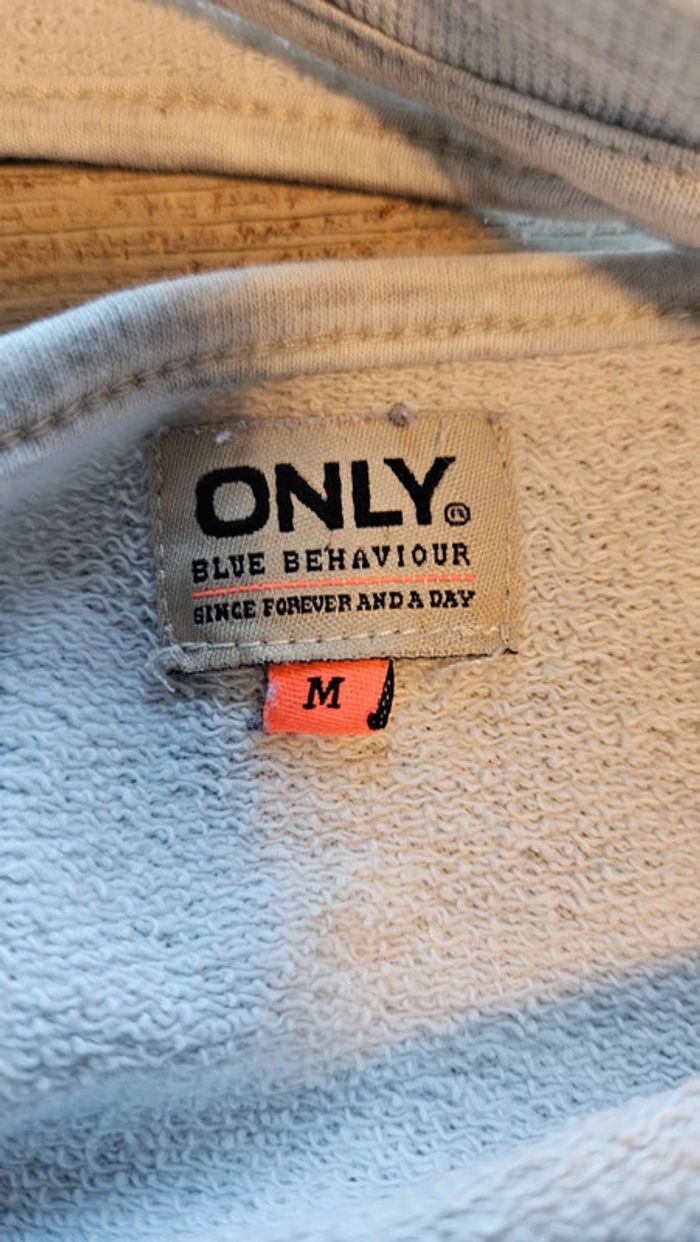 ONLY®
BLUE BEHAVIOUR
SINCE FOREVER AND A DAY
M